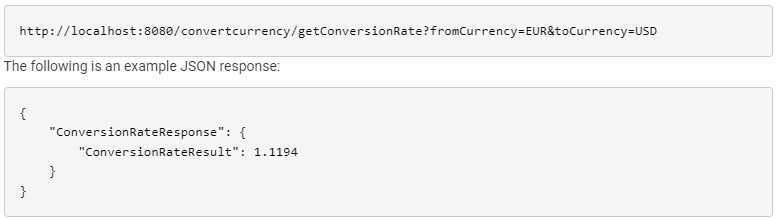 http://localhost:8080/convertcurrency/getConversionRate?fromCurrency=EUR&toCurrency=USD
The following is an example JSON response:
{
    "ConversionRateResponse": {
        "ConversionRateResult": 1.1194
    }
}